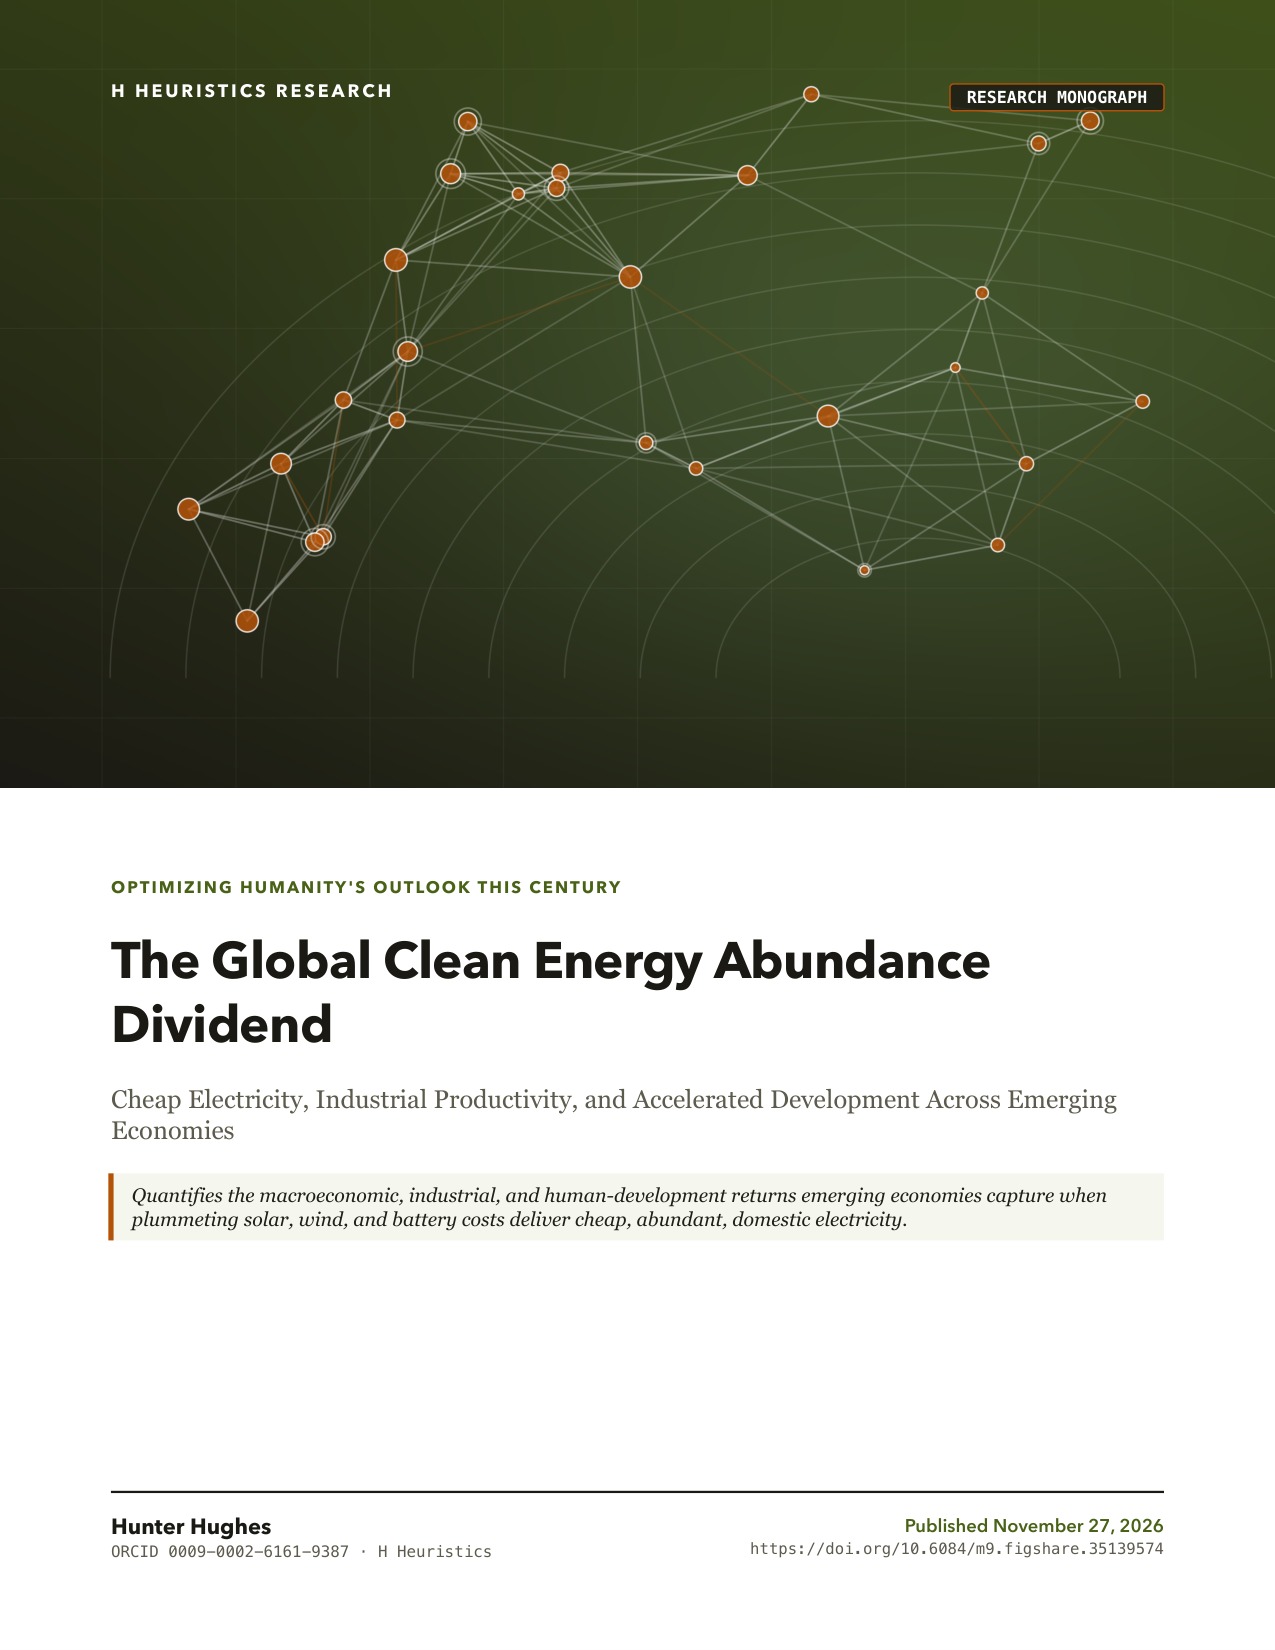 H HEURISTICS RESEARCH
RESEARCH MONOGRAPH
OPTIMIZING HUMANITY'S OUTLOOK THIS CENTURY
The Global Clean Energy Abundance
Dividend
Cheap Electricity, Industrial Productivity, and Accelerated Development Across Emerging
Economies
Quantifies the macroeconomic, industrial, and human-development returns emerging economies capture when
plummeting solar, wind, and battery costs deliver cheap, abundant, domestic electricity.
Hunter Hughes
ORCID 0009-0002-6161-9387 · H Heuristics
Published November 27, 2026
https://doi.org/10.6084/m9.figshare.35139574